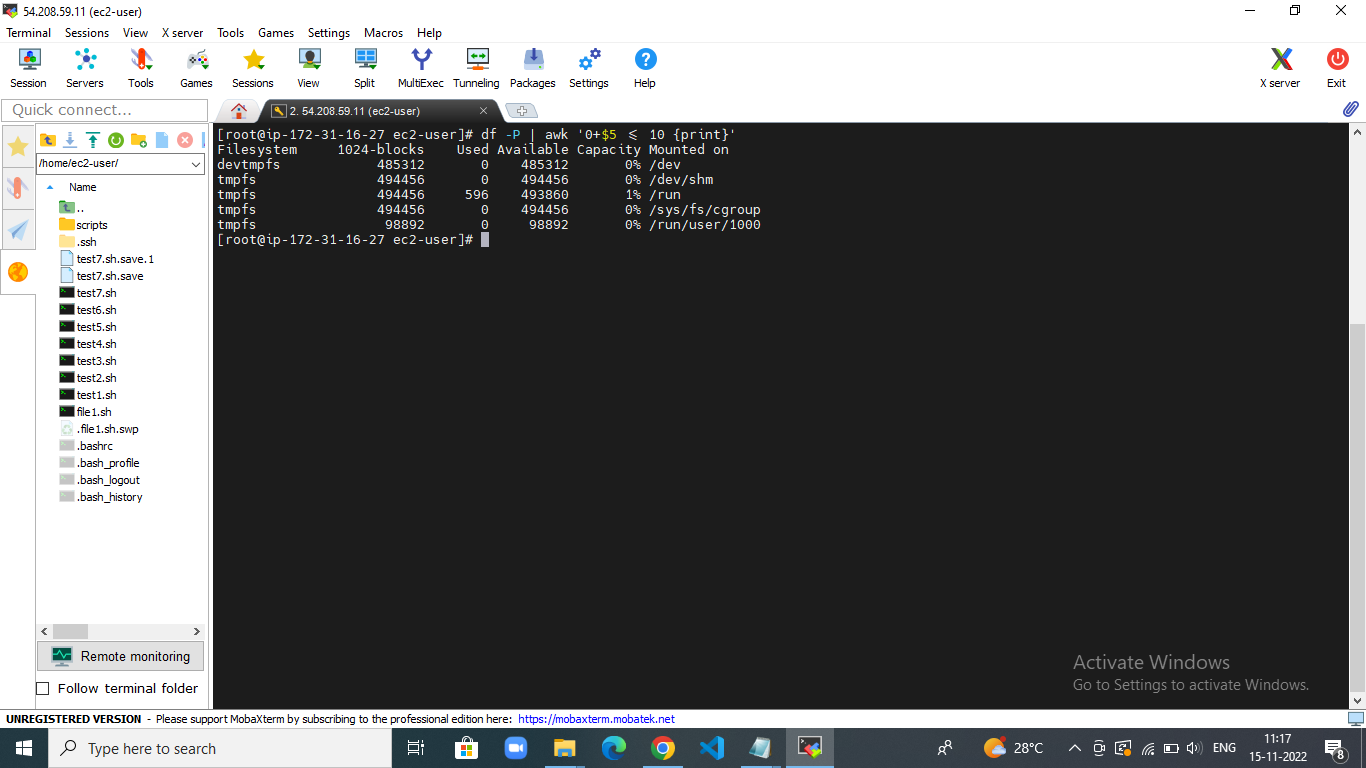 54.208.59.11 (ec2-user)
Terminal Sessions View X server Tools Games Settings Macros Help
Session Servers Tools Games Sessions View Split MultiExec Tunneling Packages Settings Help X server Exit
Quick connect...
2. 54.208.59.11 (ec2-user)
/home/ec2-user/
Name
..
scripts
.ssh
test7.sh.save.1
test7.sh.save
test7.sh
test6.sh
test5.sh
test4.sh
test3.sh
test2.sh
test1.sh
file1.sh
.file1.sh.swp
.bashrc
.bash_profile
.bash_logout
.bash_history
Remote monitoring
Follow terminal folder
[root@ip-172-31-16-27 ec2-user]# df -P | awk '0+$5 ⩽ 10 {print}'
Filesystem     1024-blocks    Used Available Capacity Mounted on
devtmpfs            485312       0    485312       0% /dev
tmpfs               494456       0    494456       0% /dev/shm
tmpfs               494456     596    493860       1% /run
tmpfs               494456       0    494456       0% /sys/fs/cgroup
tmpfs                98892       0     98892       0% /run/user/1000
[root@ip-172-31-16-27 ec2-user]#
Activate Windows
Go to Settings to activate Windows.
UNREGISTERED VERSION - Please support MobaXterm by subscribing to the professional edition here: https://mobaxterm.mobatek.net
Type here to search
28°C
ENG
11:17
15-11-2022
8